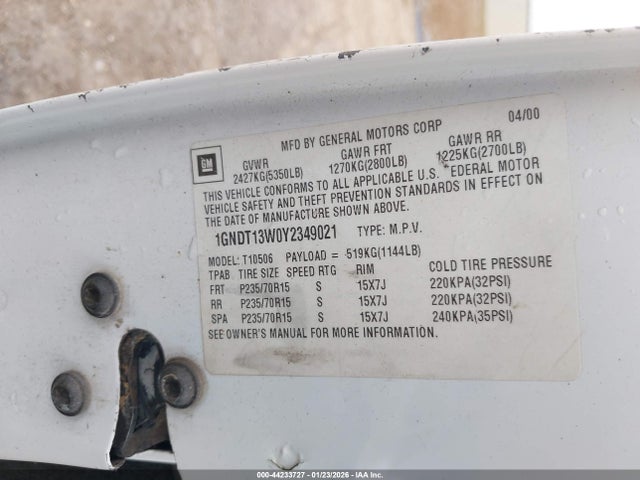 04/00
MFD BY GENERAL MOTORS CORP
GM
GVWR GAWR FRT GAWR RR
2427KG(5350LB) 1270KG(2800LB) 1225KG(2700LB)
THIS VEHICLE CONFORMS TO ALL APPLICABLE U.S. EDERAL MOTOR
VEHICLE SAFETY AND THEFT PREVENTION STANDARDS IN EFFECT ON
THE DATE OF MANUFACTURE SHOWN ABOVE.
1GNDT13W0Y2349021 TYPE: M.P.V.
MODEL: T10506 PAYLOAD = 519KG(1144LB)
TPAB TIRE SIZE SPEED RTG RIM COLD TIRE PRESSURE
FRT P235/70R15 S 15X7J 220KPA(32PSI)
RR P235/70R15 S 15X7J 220KPA(32PSI)
SPA P235/70R15 S 15X7J 240KPA(35PSI)
SEE OWNER'S MANUAL FOR MORE INFORMATION.
000-44233727 - 01/23/2026 - IAA Inc.